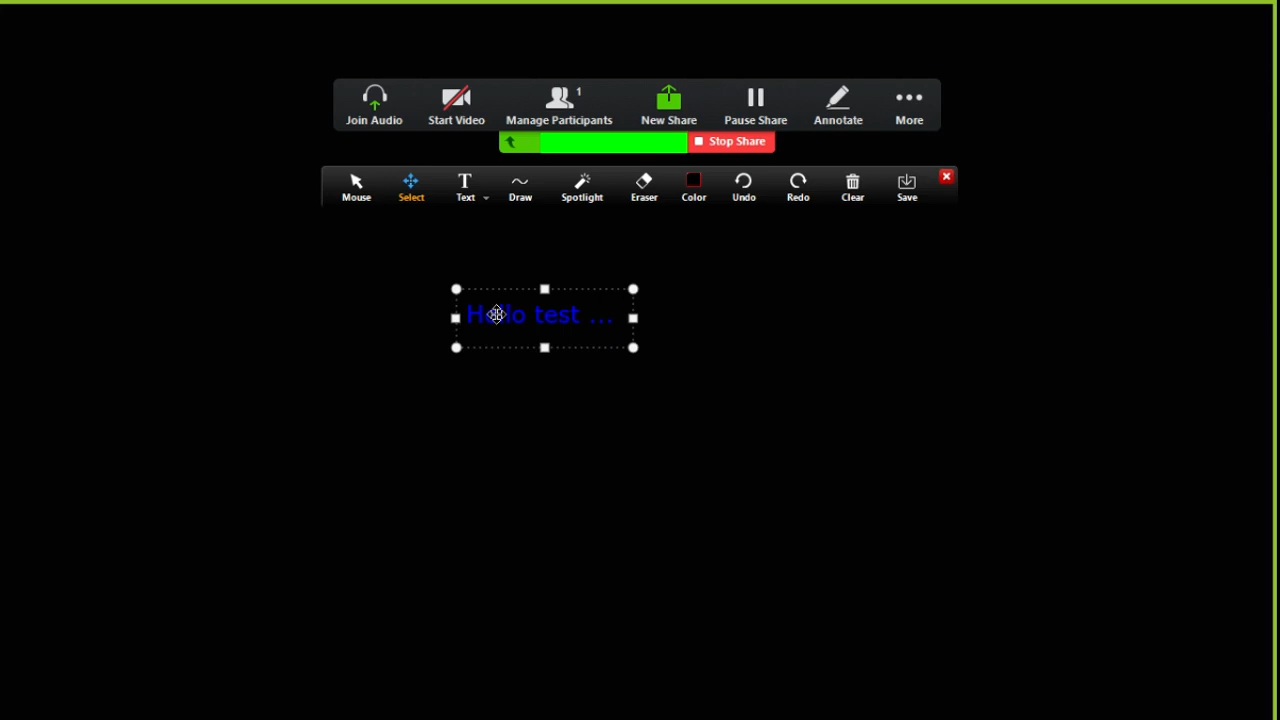 1
Join Audio Start Video Manage Participants New Share Pause Share Annotate More
Stop Share
T
Mouse Select Text Draw Spotlight Eraser Color Undo Redo Clear Save
Hello test ...